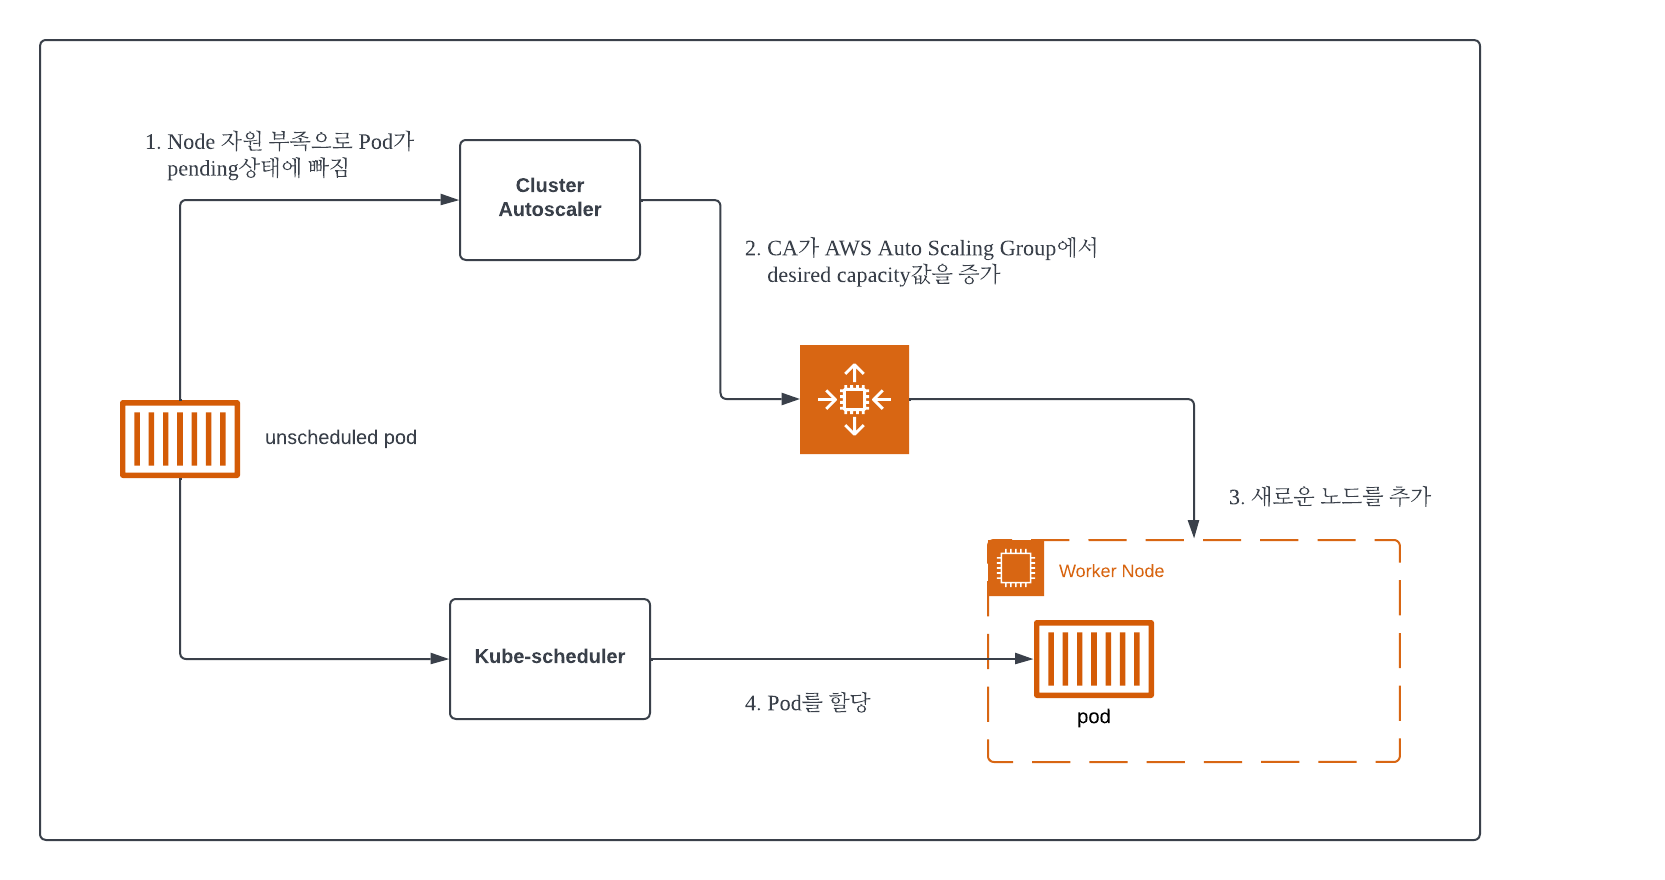 1. Node 자원 부족으로 Pod가
pending상태에 빠짐
Cluster
Autoscaler
2. CA가 AWS Auto Scaling Group에서
desired capacity값을 증가
unscheduled pod
3. 새로운 노드를 추가
Worker Node
Kube-scheduler
4. Pod를 할당
pod